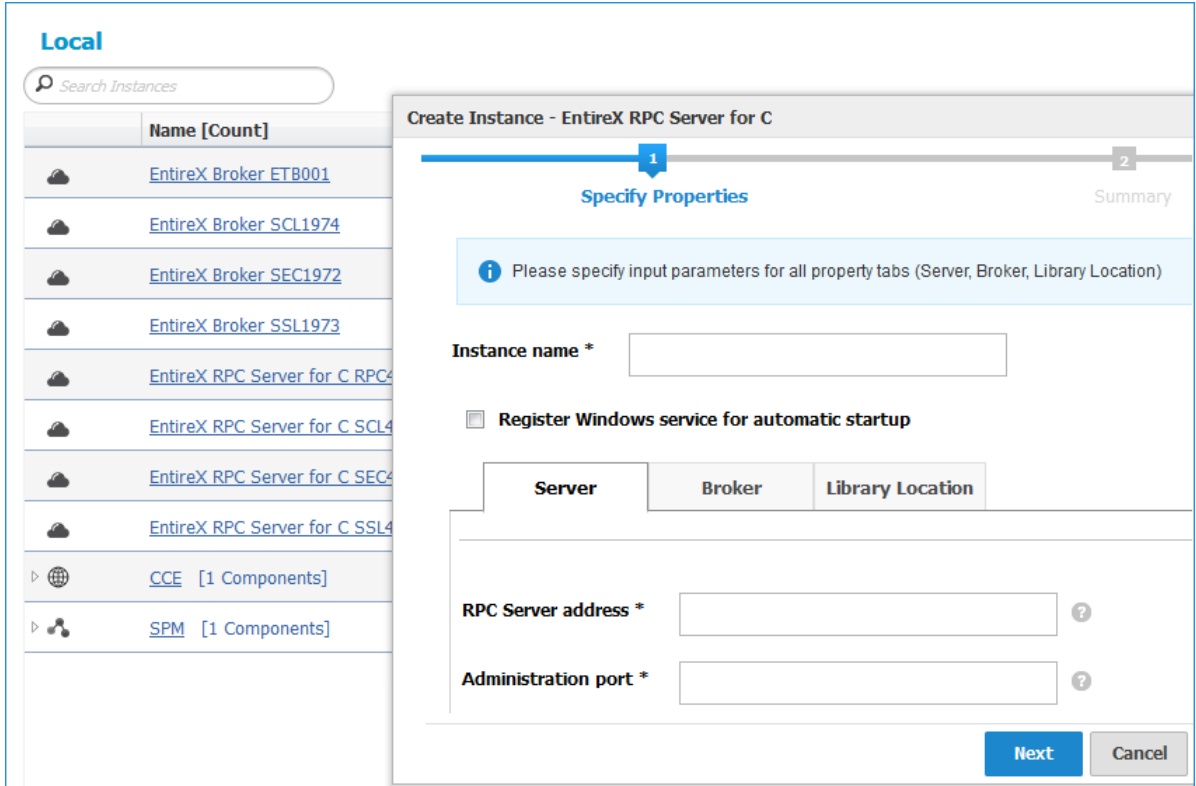 Local
Search Instances
Name [Count]
EntireX Broker ETB001
EntireX Broker SCL1974
EntireX Broker SEC1972
EntireX Broker SSL1973
EntireX RPC Server for C RPC4
EntireX RPC Server for C SCL4
EntireX RPC Server for C SEC4
EntireX RPC Server for C SSL4
CCE [1 Components]
SPM [1 Components]
Create Instance - EntireX RPC Server for C
1
2
Specify Properties
Summary
Please specify input parameters for all property tabs (Server, Broker, Library Location)
Instance name *
Register Windows service for automatic startup
Server
Broker
Library Location
RPC Server address *
?
Administration port *
?
Next
Cancel